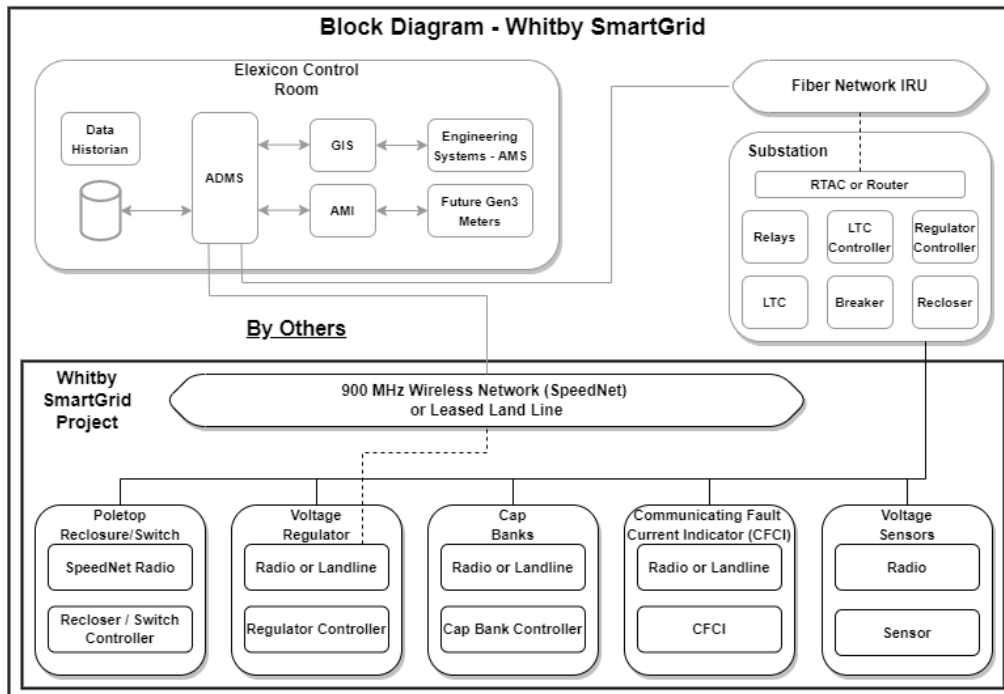 Block Diagram - Whitby SmartGrid
Elexicon Control
Room
Data
Historian
ADMS
GIS
Engineering
Systems - AMS
AMI
Future Gen3
Meters
Fiber Network IRU
Substation
RTAC or Router
Relays
LTC
Controller
Regulator
Controller
LTC
Breaker
Recloser
By Others
Whitby
SmartGrid
Project
900 MHz Wireless Network (SpeedNet)
or Leased Land Line
Poletop
Reclosure/Switch
SpeedNet Radio
Recloser / Switch
Controller
Voltage
Regulator
Radio or Landline
Regulator Controller
Cap
Banks
Radio or Landline
Cap Bank Controller
Communicating Fault
Current Indicator (CFCI)
Radio or Landline
CFCI
Voltage
Sensors
Radio
Sensor